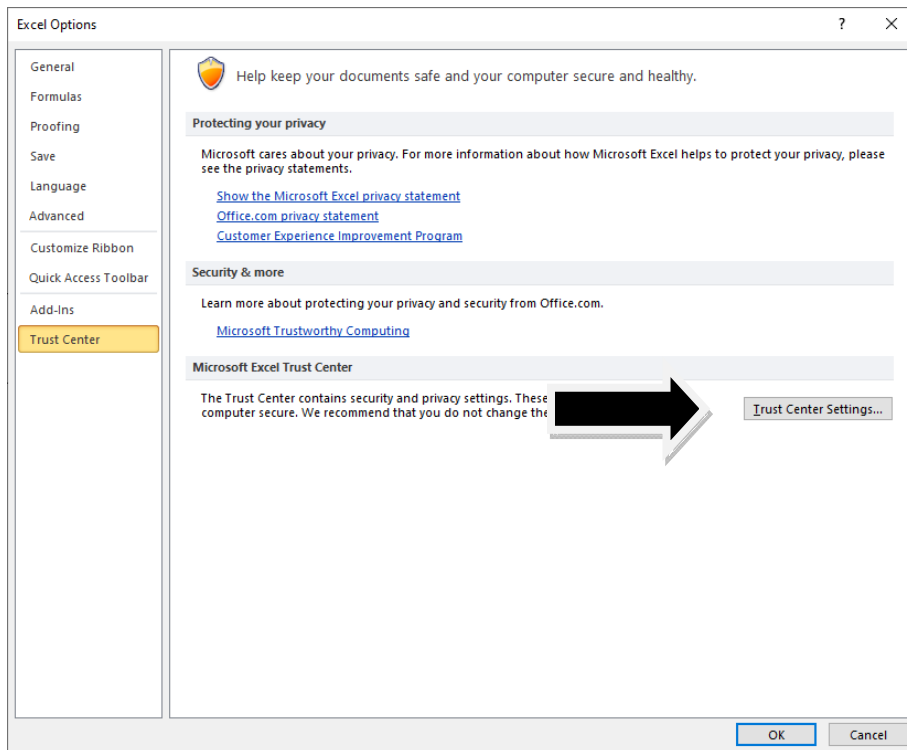 Excel Options
?
General
Formulas
Proofing
Save
Language
Advanced
Customize Ribbon
Quick Access Toolbar
Add-Ins
Trust Center
Help keep your documents safe and your computer secure and healthy.
Protecting your privacy
Microsoft cares about your privacy. For more information about how Microsoft Excel helps to protect your privacy, please
see the privacy statements.
Show the Microsoft Excel privacy statement
Office.com privacy statement
Customer Experience Improvement Program
Security & more
Learn more about protecting your privacy and security from Office.com.
Microsoft Trustworthy Computing
Microsoft Excel Trust Center
The Trust Center contains security and privacy settings. These
computer secure. We recommend that you do not change the
Trust Center Settings...
OK
Cancel